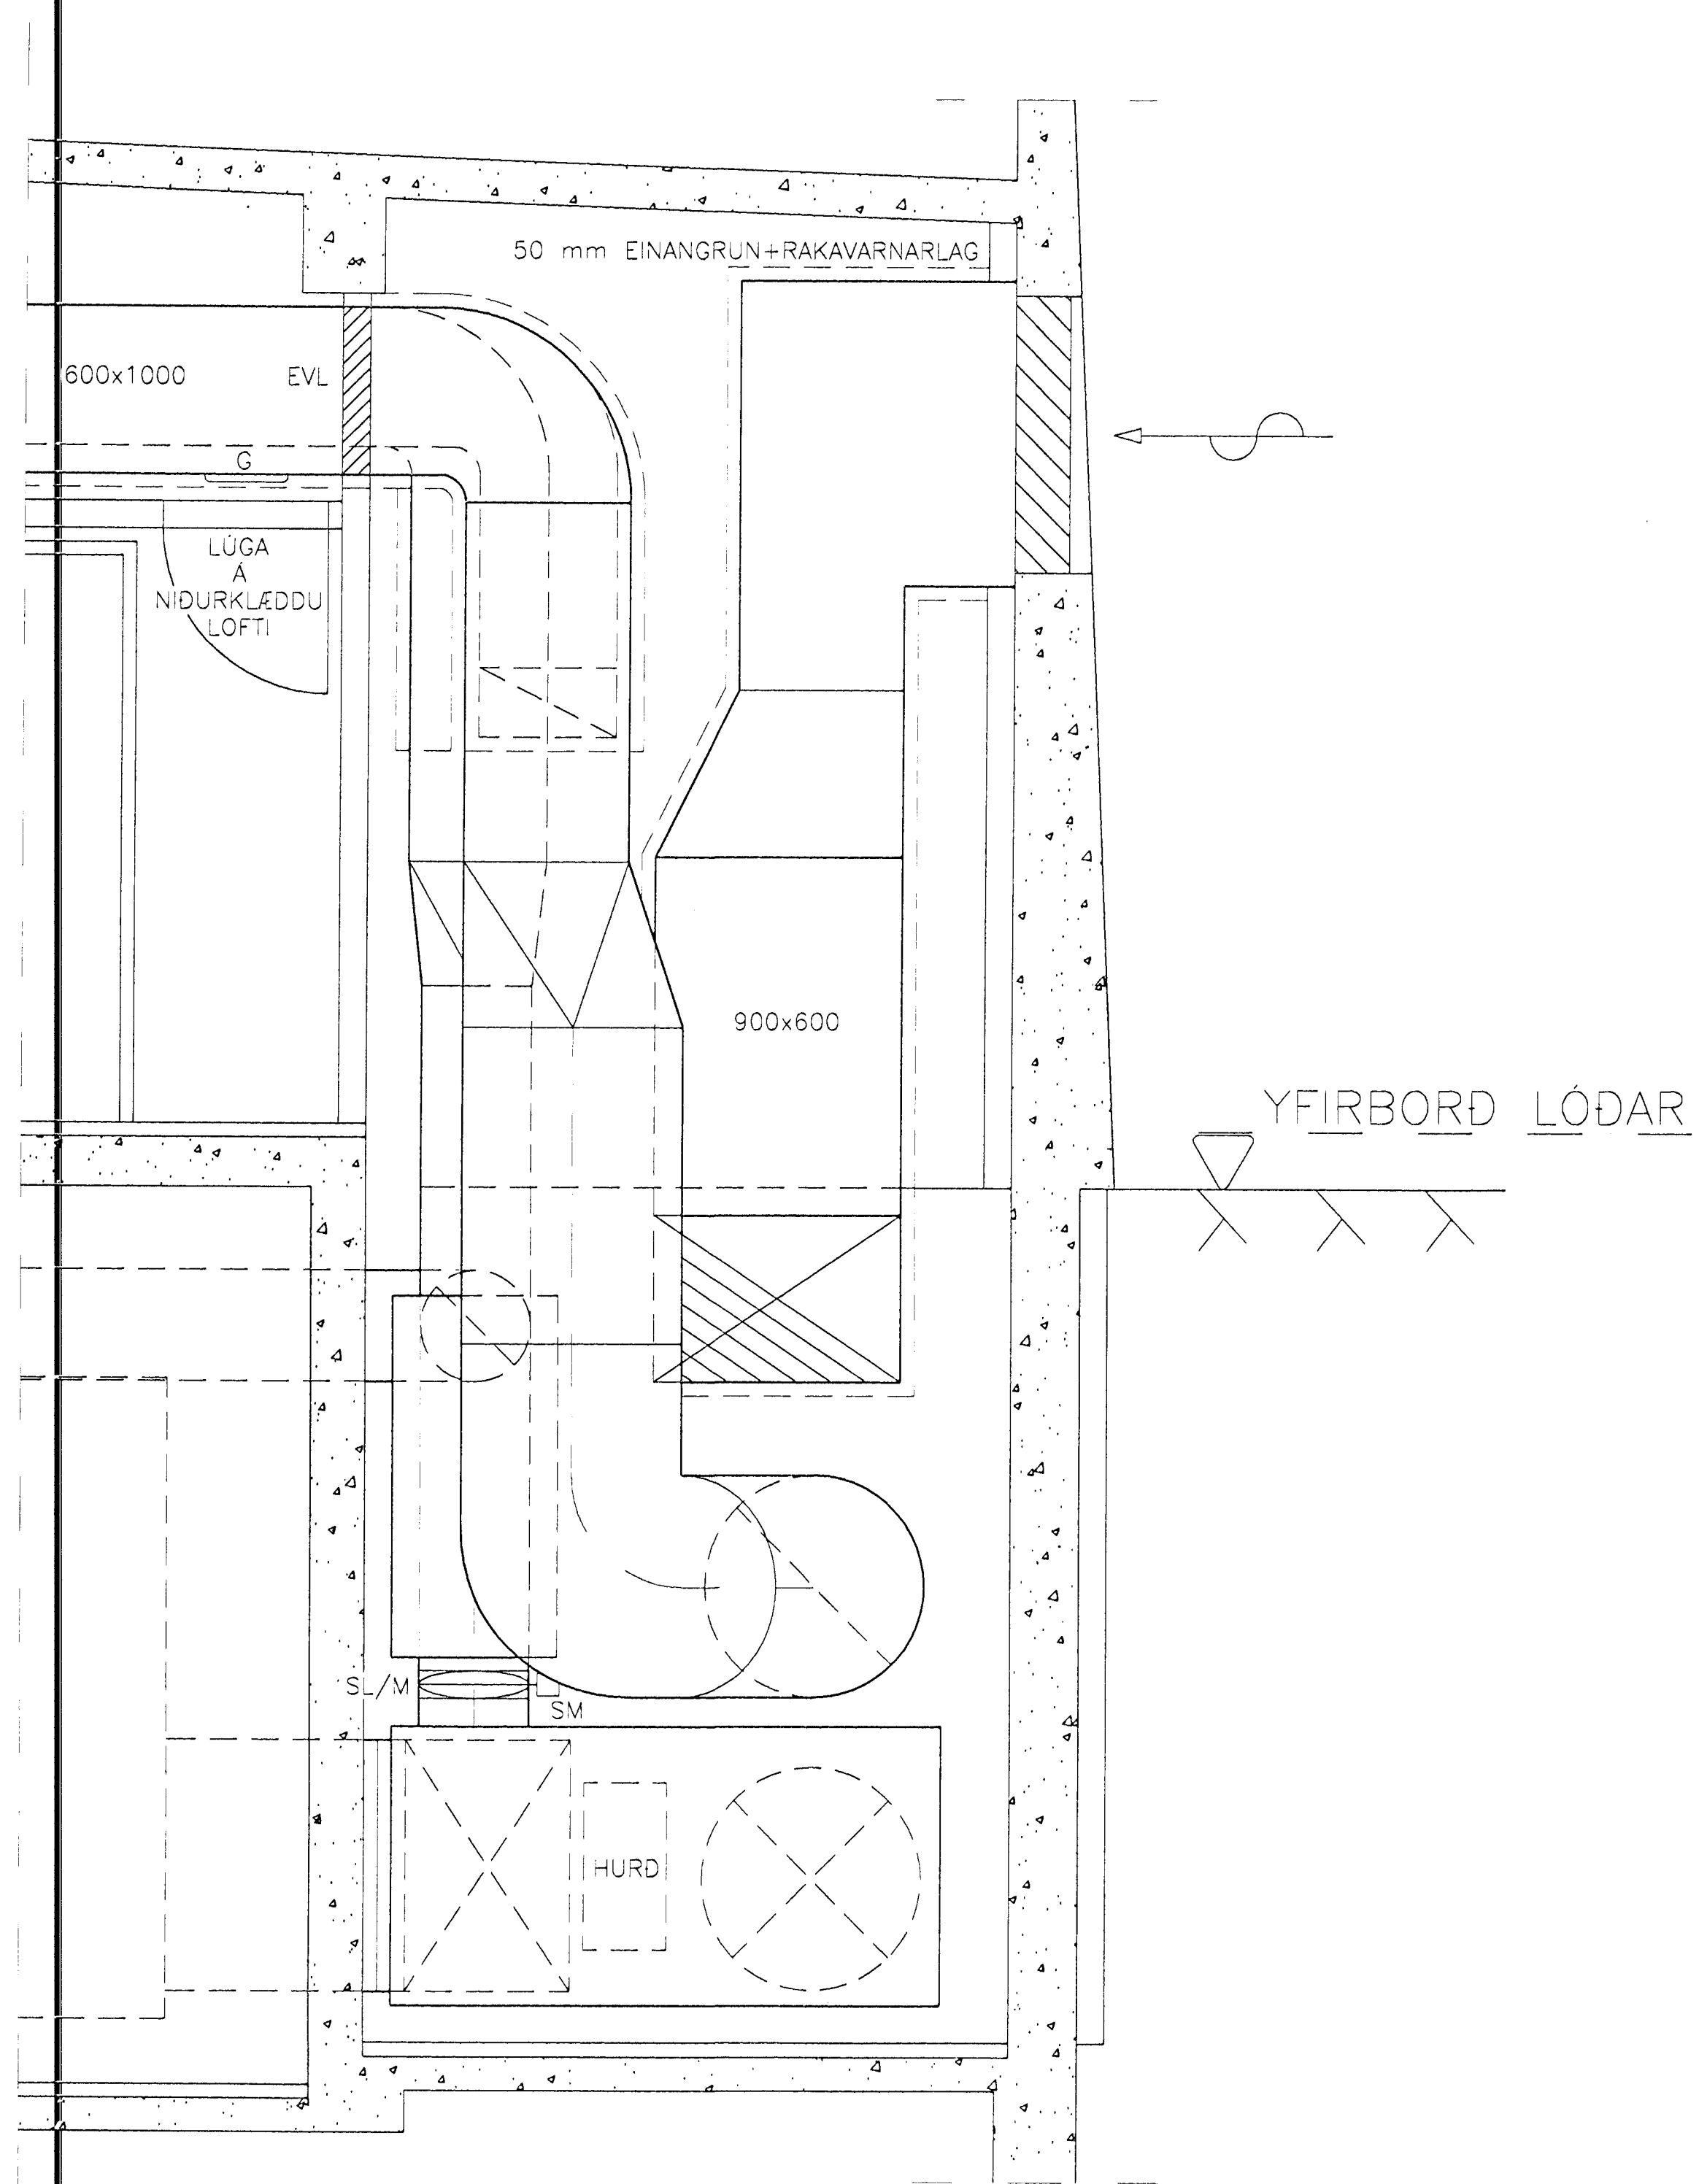 50 mm EINANGRUN+RAKAVARNARLAG
600x1000
EVL
G
LÚGA
Á
NIÐURKLÆDDU
LOFTI
900x600
YFIRBORÐ LÓÐAR
SL/M
SM
HURÐ